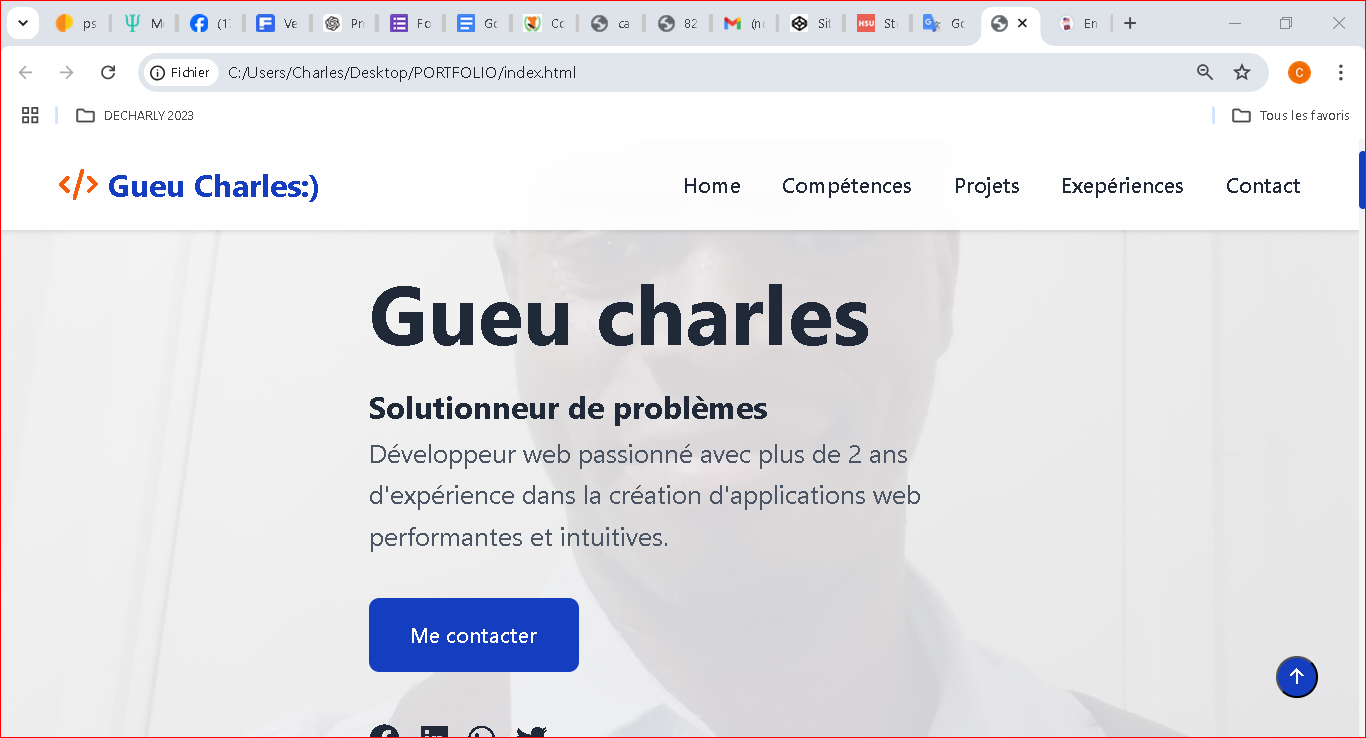 ps
M
(1
Ve
Pr
Fo
Go
Co
ca
82
(no
Sit
HSU
St
Go
En
Fichier
C:/Users/Charles/Desktop/PORTFOLIO/index.html
C
DECHARLY 2023
Tous les favoris
</> Gueu Charles:)
Home
Compétences
Projets
Exepériences
Contact
Gueu charles
Solutionneur de problèmes
Développeur web passionné avec plus de 2 ans
d'expérience dans la création d'applications web
performantes et intuitives.
Me contacter